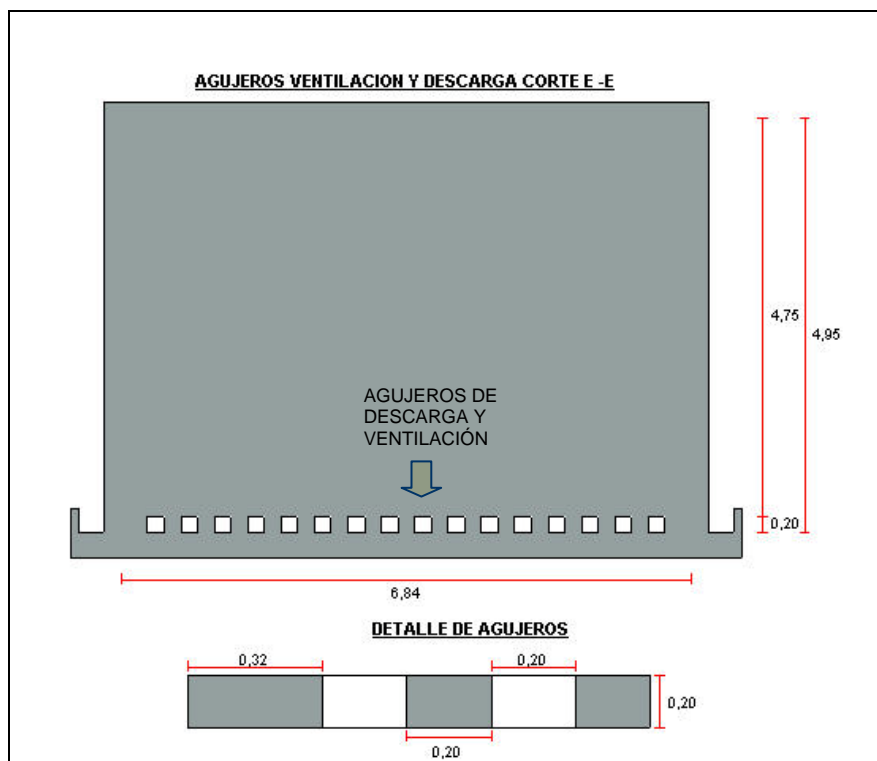 AGUJEROS VENTILACION Y DESCARGA CORTE E -E
4,75
4,95
AGUJEROS DE
DESCARGA Y
VENTILACIÓN
0,20
6,84
DETALLE DE AGUJEROS
0,32
0,20
0,20
0,20